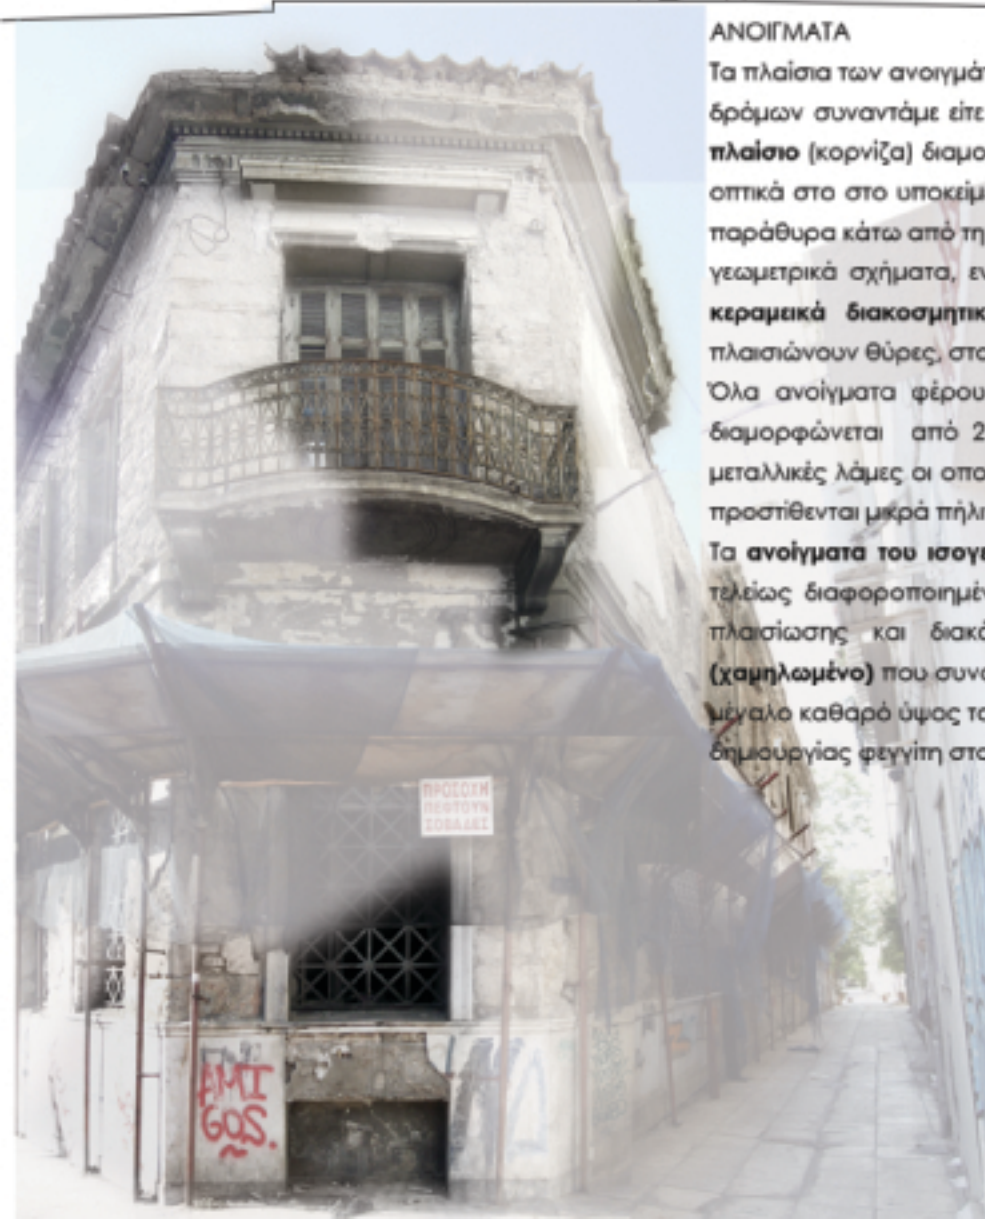 ΑΝΟΙΓΜΑΤΑ
Τα πλαίσια των ανοιγμάτ
δρόμων συναντάμε είτε
πλαίσιο (κορνίζα) διαμο
οπτικά στο στο υποκείμ
παράθυρα κάτω από τη
γεωμετρικά σχήματα, εν
κεραμεικά διακοσμητικ
πλαισιώνουν θύρες, στο
Όλα ανοίγματα φέρου
διαμορφώνεται από 2
μεταλλικές λάμες οι οπο
προστίθενται μικρά πήλι
Τα ανοίγματα του ισογε
τελείως διαφοροποιημέν
πλαισίωσης και διακό
(χαμηλωμένο) που συνα
μεγαλο καθαρό ύψος το
δημιουργίας φεγγίτη στο
ΠΡΟΣΟΧΗ
ΠΕΦΤΟΥΝ
ΣΟΒΑΔΕΣ
AMI
GOS.